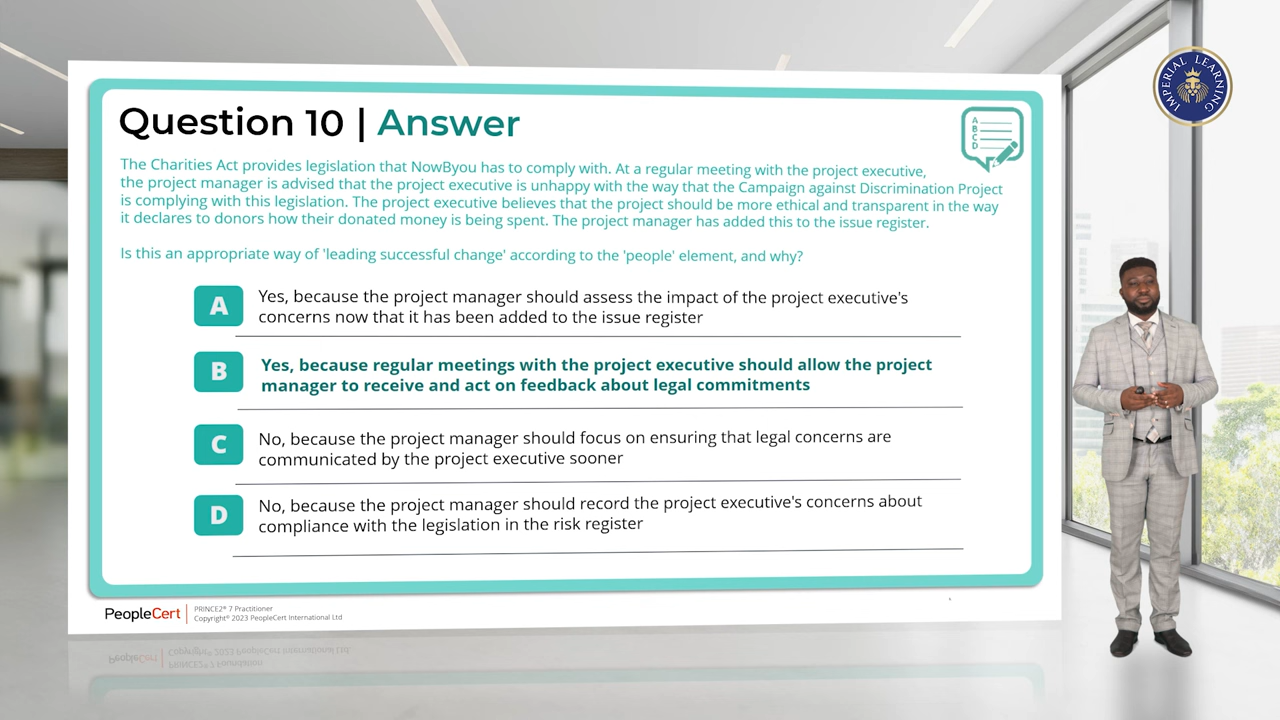 IMPERIAL LEARNING
Question 10 | Answer
A
B
C
D
The Charities Act provides legislation that NowByou has to comply with. At a regular meeting with the project executive,
the project manager is advised that the project executive is unhappy with the way that the Campaign against Discrimination Project
is complying with this legislation. The project executive believes that the project should be more ethical and transparent in the way
it declares to donors how their donated money is being spent. The project manager has added this to the issue register.
Is this an appropriate way of 'leading successful change' according to the 'people' element, and why?
A
Yes, because the project manager should assess the impact of the project executive's
concerns now that it has been added to the issue register
B
Yes, because regular meetings with the project executive should allow the project
manager to receive and act on feedback about legal commitments
C
No, because the project manager should focus on ensuring that legal concerns are
communicated by the project executive sooner
D
No, because the project manager should record the project executive's concerns about
compliance with the legislation in the risk register
PeopleCert
PRINCE2® 7 Practitioner
Copyright© 2023 PeopleCert International Ltd
PeopleCert
Copyright© 2023 PeopleCert International Ltd.
PRINCE2® 7 Foundation